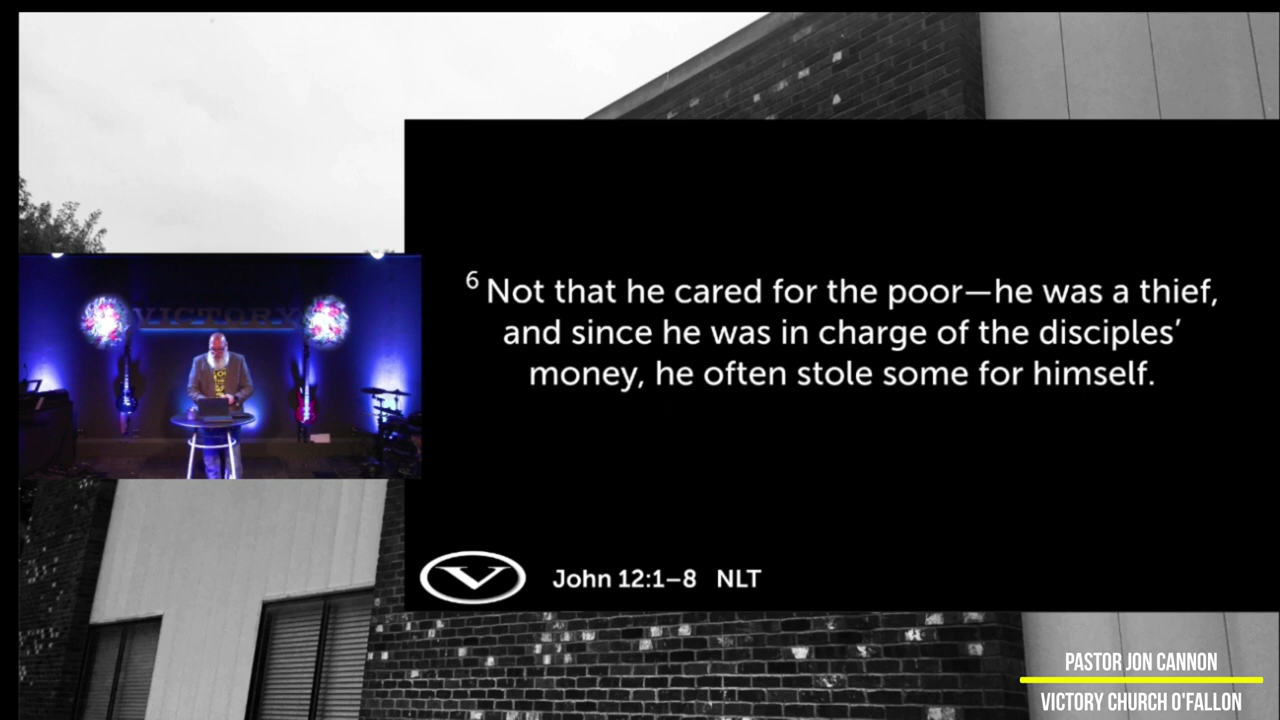 VICTORY
6 Not that he cared for the poor—he was a thief,
and since he was in charge of the disciples’
money, he often stole some for himself.
V
John 12:1–8 NLT
PASTOR JON CANNON
VICTORY CHURCH O'FALLON